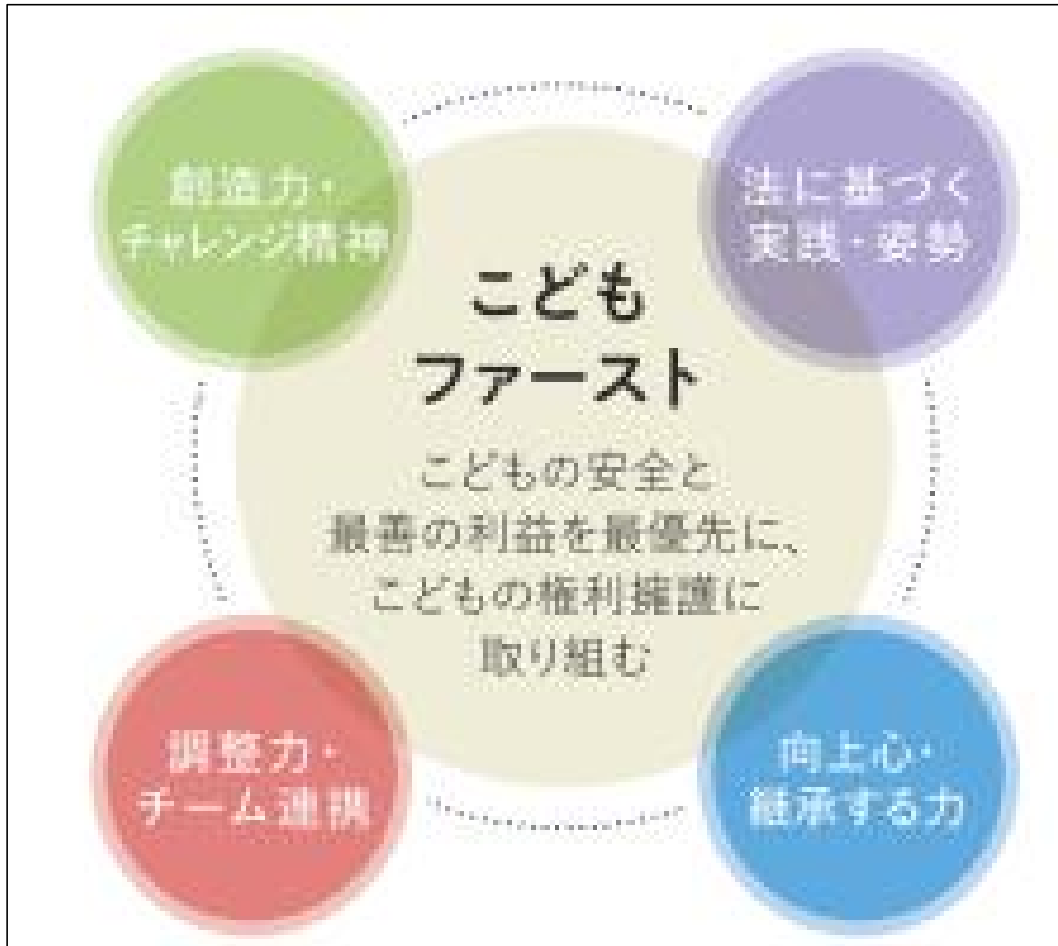 創造力・
チャレンジ精神
法に基づく
実践・姿勢
こども
ファースト
こどもの安全と
最善の利益を最優先に、
こどもの権利擁護に
取り組む
調整力・
チーム連携
向上心・
継承する力